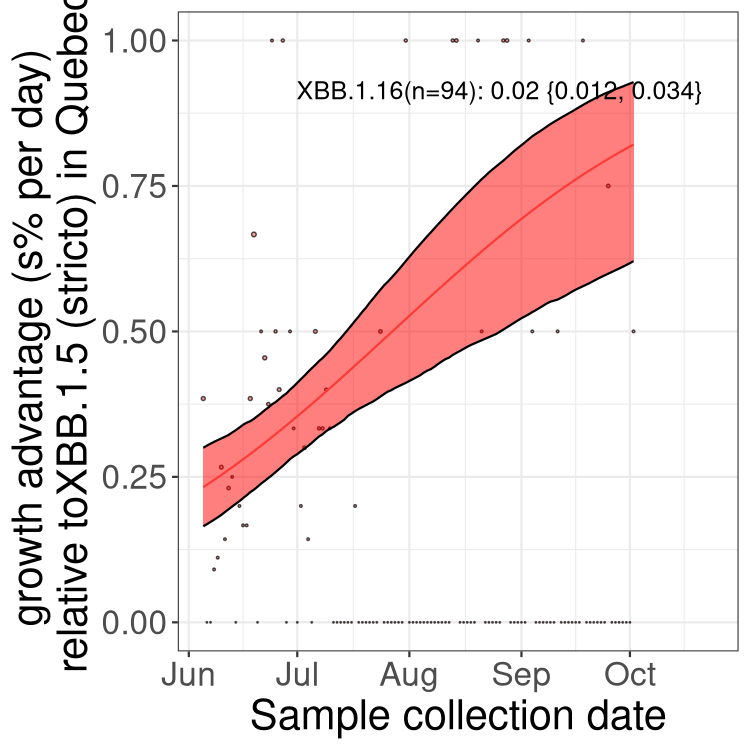 growth advantage (s% per day)
relative toXBB.1.5 (stricto) in Quebec
1.00
0.75
0.50
0.25
0.00
XBB.1.16(n=94): 0.02 {0.012, 0.034}
Jun Jul Aug Sep Oct
Sample collection date